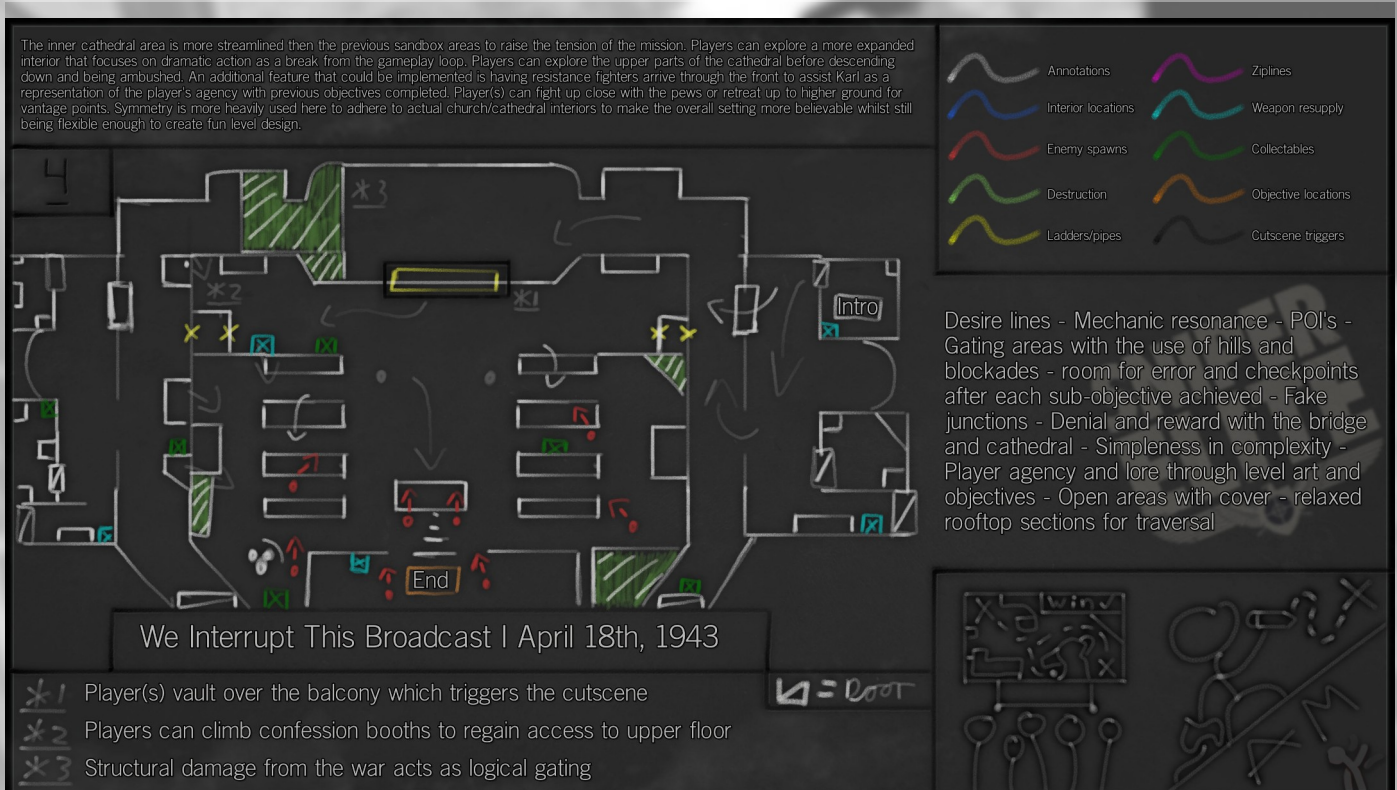 The inner cathedral area is more streamlined then the previous sandbox areas to raise the tension of the mission. Players can explore a more expanded
interior that focuses on dramatic action as a break from the gameplay loop. Players can explore the upper parts of the cathedral before descending
down and being ambushed. An additional feature that could be implemented is having resistance fighters arrive through the front to assist Karl as a
representation of the player's agency with previous objectives completed. Player(s) can fight up close with the pews or retreat up to higher ground for
vantage points. Symmetry is more heavily used here to adhere to actual church/cathedral interiors to make the overall setting more believable whilst still
being flexible enough to create fun level design.
Annotations
Ziplines
Interior locations
Weapon resupply
Enemy spawns
Collectables
Destruction
Objective locations
Ladders/pipes
Cutscene triggers
4
*3
*2
*1
Intro
End
Desire lines - Mechanic resonance - POI's -
Gating areas with the use of hills and
blockades - room for error and checkpoints
after each sub-objective achieved - Fake
junctions - Denial and reward with the bridge
and cathedral - Simpleness in complexity -
Player agency and lore through level art and
objectives - Open areas with cover - relaxed
rooftop sections for traversal
We Interrupt This Broadcast I April 18th, 1943
*1 Player(s) vault over the balcony which triggers the cutscene
*2 Players can climb confession booths to regain access to upper floor
*3 Structural damage from the war acts as logical gating
= Door